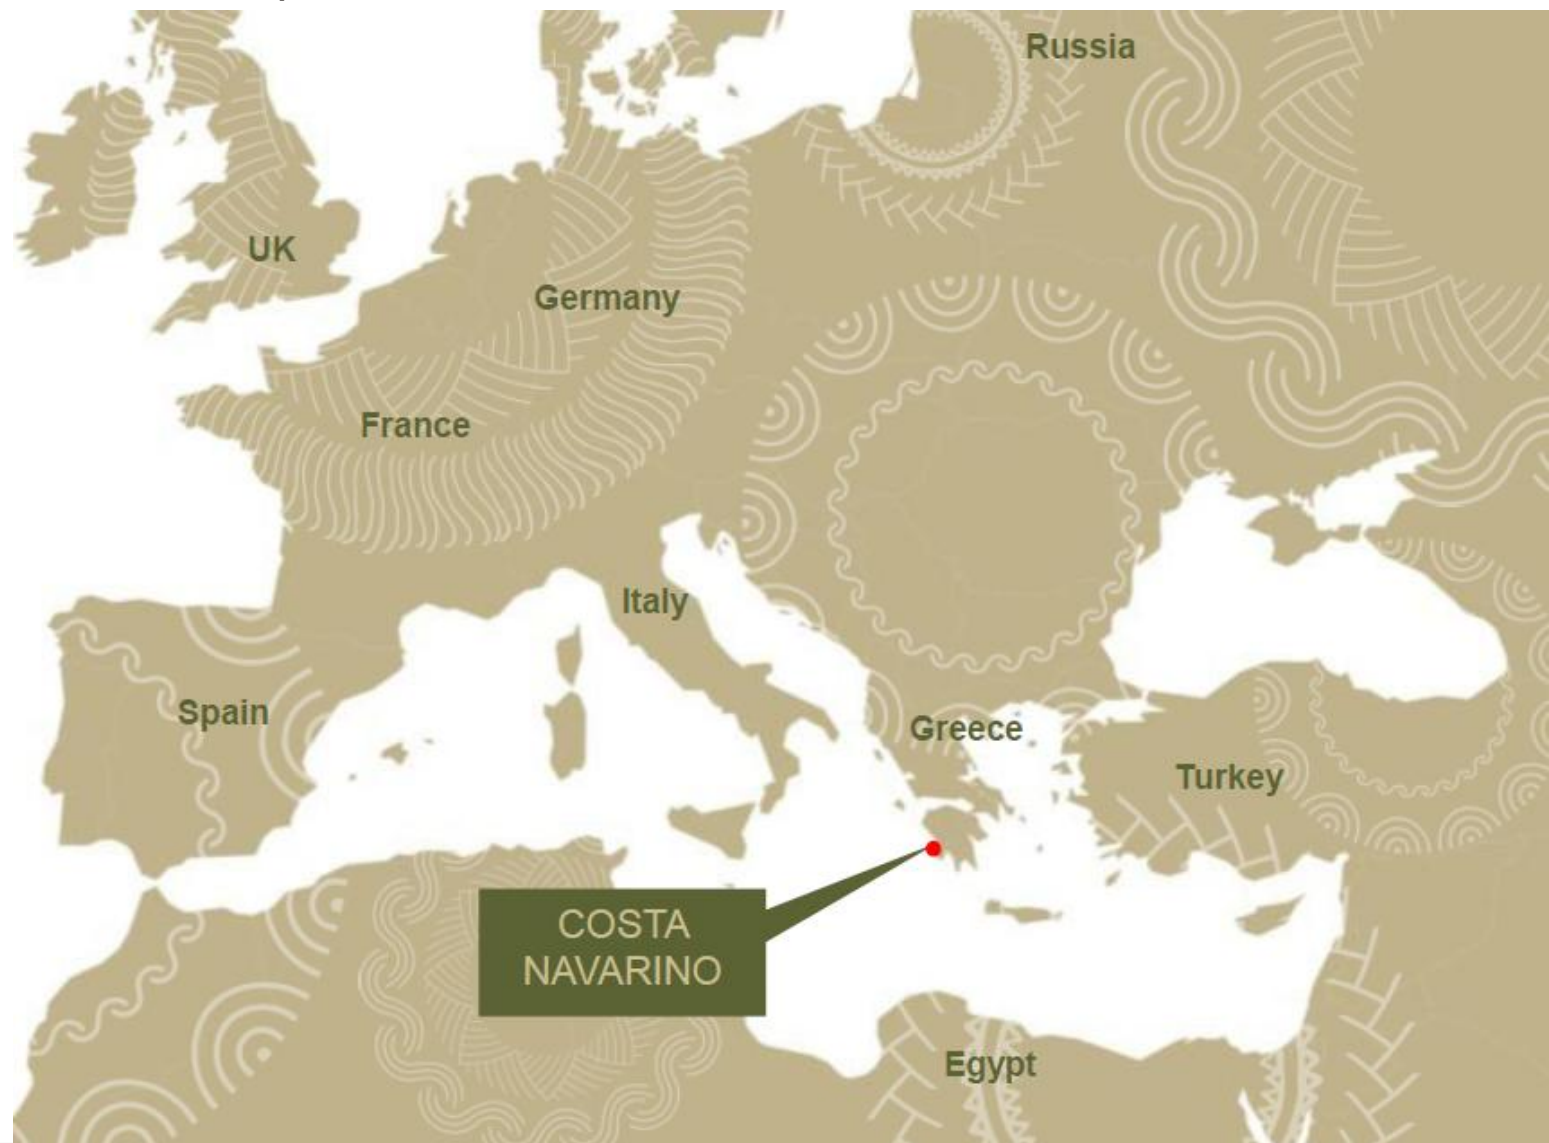 Russia
UK
Germany
France
Italy
Spain
Greece
Turkey
COSTA
NAVARINO
Egypt